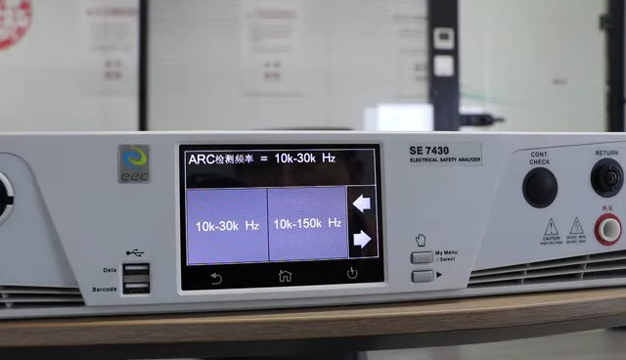 ARC检测频率 = 10k-30k Hz
10k-30k Hz
10k-150k Hz
eec
SE 7430
ELECTRICAL SAFETY ANALYZER
CONT.
CHECK
RETURN
H.V.
CAUTION
Data
Barcode
My Menu
/ Select